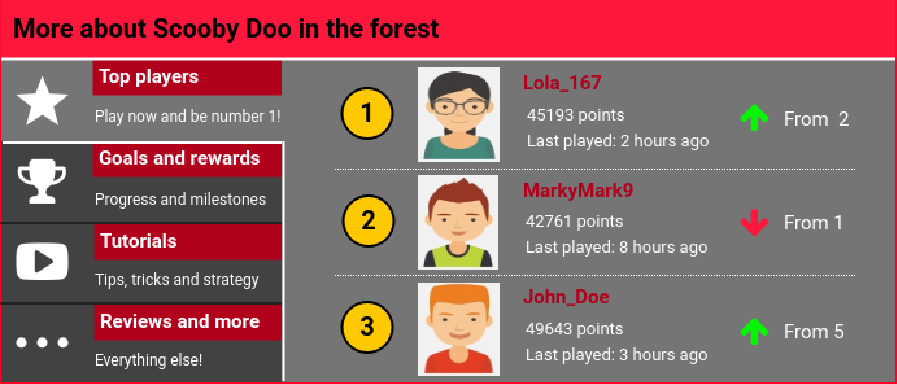 More about Scooby Doo in the forest
Top players
Play now and be number 1!
Goals and rewards
Progress and milestones
Tutorials
Tips, tricks and strategy
Reviews and more
Everything else!
1
Lola_167
45193 points
Last played: 2 hours ago
From 2
2
MarkyMark9
42761 points
Last played: 8 hours ago
From 1
3
John_Doe
49643 points
Last played: 3 hours ago
From 5